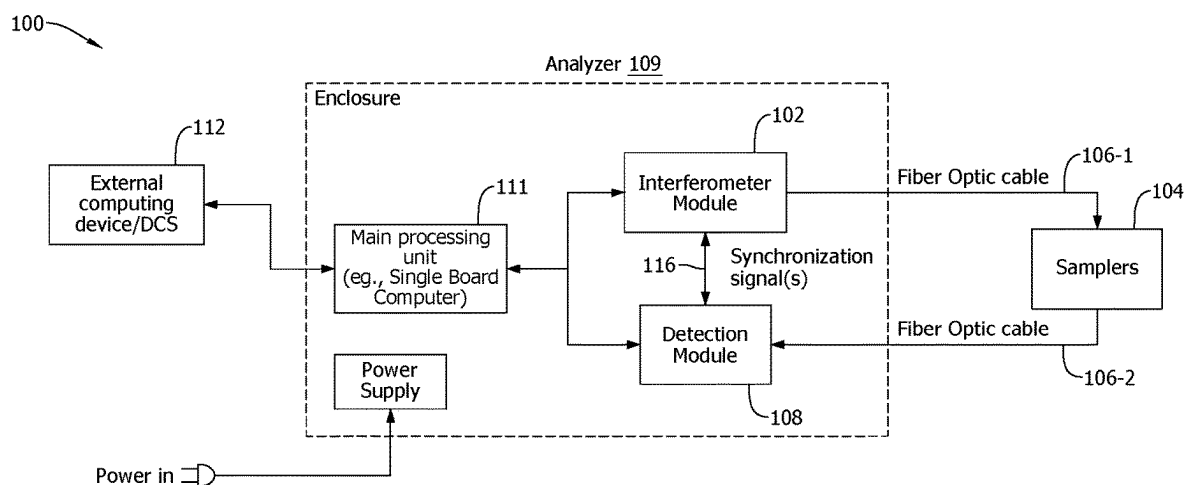 100
Analyzer 109
Enclosure
112
External
computing
device/DCS
111
Main processing
unit
(eg., Single Board
Computer)
Power
Supply
Power in
102
Interferometer
Module
116
Synchronization
signal(s)
Detection
Module
108
Fiber Optic cable
106-1
104
Samplers
Fiber Optic cable
106-2